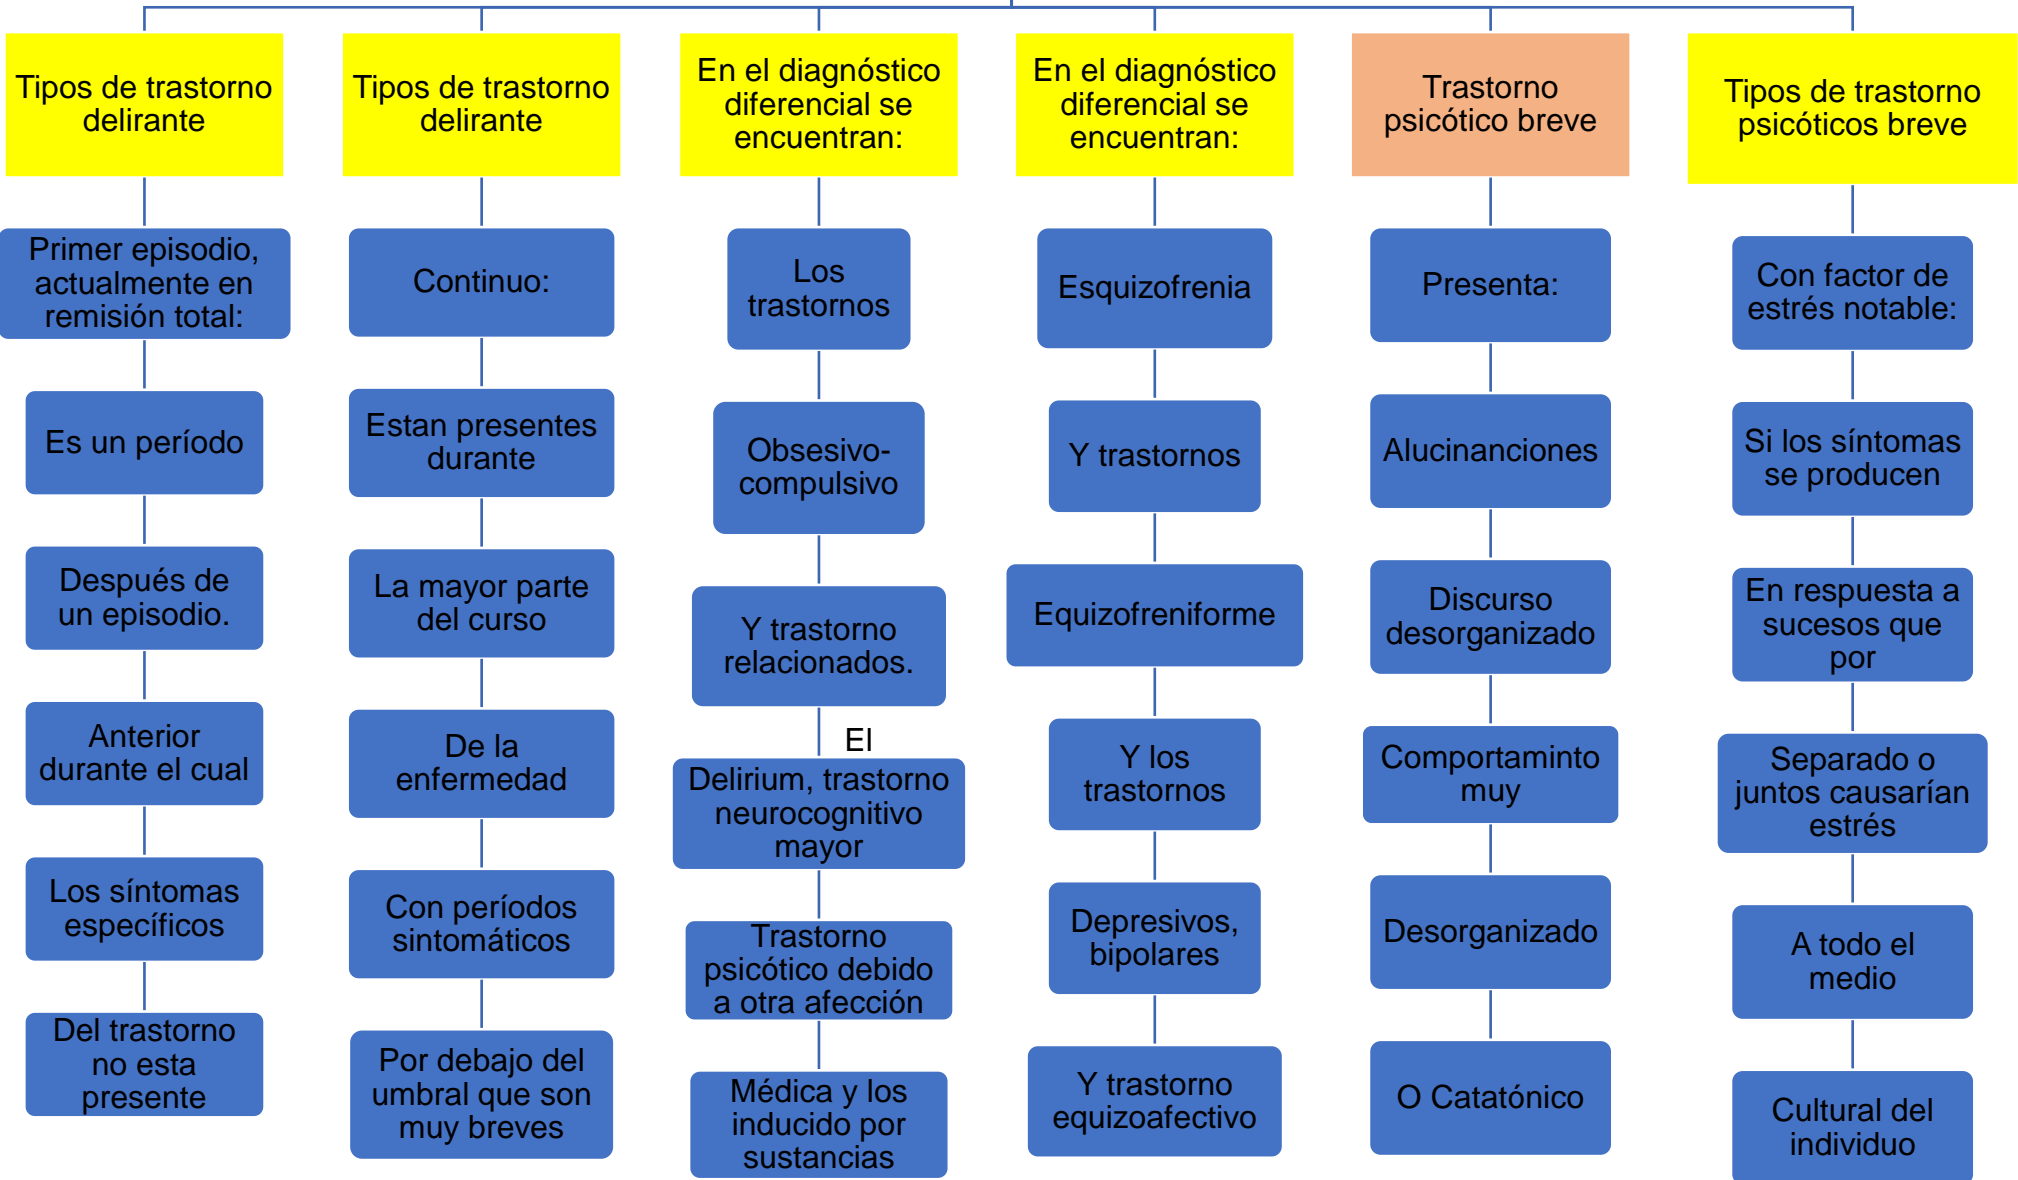 Tipos de trastorno
delirante
Primer episodio,
actualmente en
remisión total:
Es un período
Después de
un episodio.
Anterior
durante el cual
Los síntomas
específicos
Del trastorno
no esta
presente
Tipos de trastorno
delirante
Continuo:
Estan presentes
durante
La mayor parte
del curso
De la
enfermedad
Con períodos
sintomáticos
Por debajo del
umbral que son
muy breves
En el diagnóstico
diferencial se
encuentran:
Los
trastornos
Obsesivo-
compulsivo
Y trastorno
relacionados.
El
Delirium, trastorno
neurocognitivo
mayor
Trastorno
psicótico debido
a otra afección
Médica y los
inducido por
sustancias
En el diagnóstico
diferencial se
encuentran:
Esquizofrenia
Y trastornos
Equizofreniforme
Y los
trastornos
Depresivos,
bipolares
Y trastorno
equizoafectivo
Trastorno
psicótico breve
Presenta:
Alucinanciones
Discurso
desorganizado
Comportaminto
muy
Desorganizado
O Catatónico
Tipos de trastorno
psicóticos breve
Con factor de
estrés notable:
Si los síntomas
se producen
En respuesta a
sucesos que
por
Separado o
juntos causarían
estrés
A todo el
medio
Cultural del
individuo